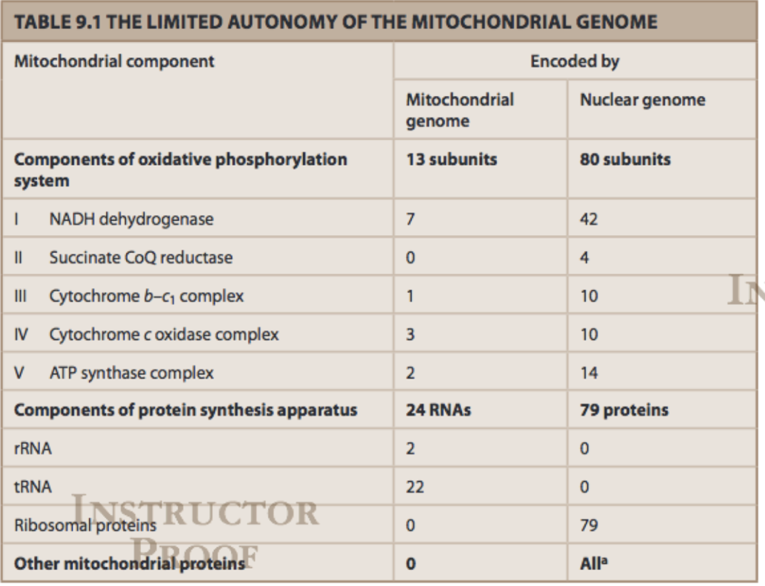 TABLE 9.1 THE LIMITED AUTONOMY OF THE MITOCHONDRIAL GENOME
Mitochondrial component Encoded by
Mitochondrial genome Nuclear genome
Components of oxidative phosphorylation system 13 subunits 80 subunits
I NADH dehydrogenase 7 42
II Succinate CoQ reductase 0 4
III Cytochrome b–c₁ complex 1 10
IV Cytochrome c oxidase complex 3 10
V ATP synthase complex 2 14
Components of protein synthesis apparatus 24 RNAs 79 proteins
rRNA 2 0
tRNA 22 0
Ribosomal proteins 0 79
Other mitochondrial proteins 0 Allᵃ
INSTRUCTOR
PROOF